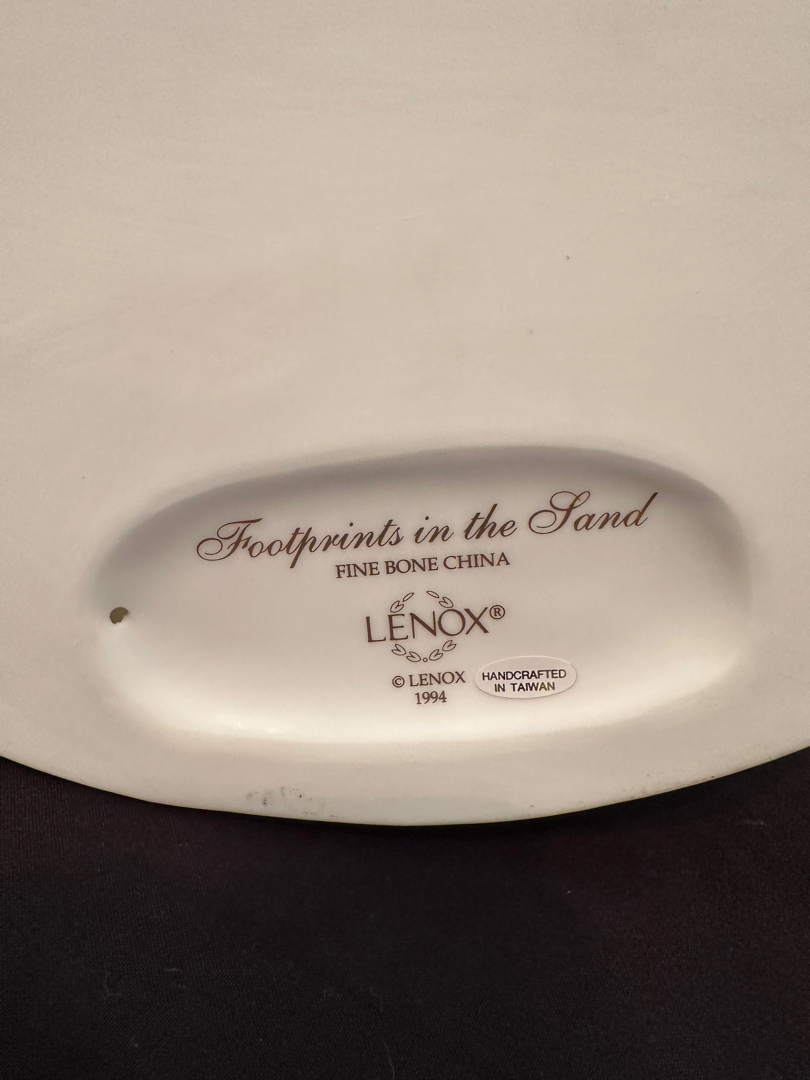 Footprints in the Sand
FINE BONE CHINA
LENOX®
© LENOX
1994
HANDCRAFTED
IN TAIWAN